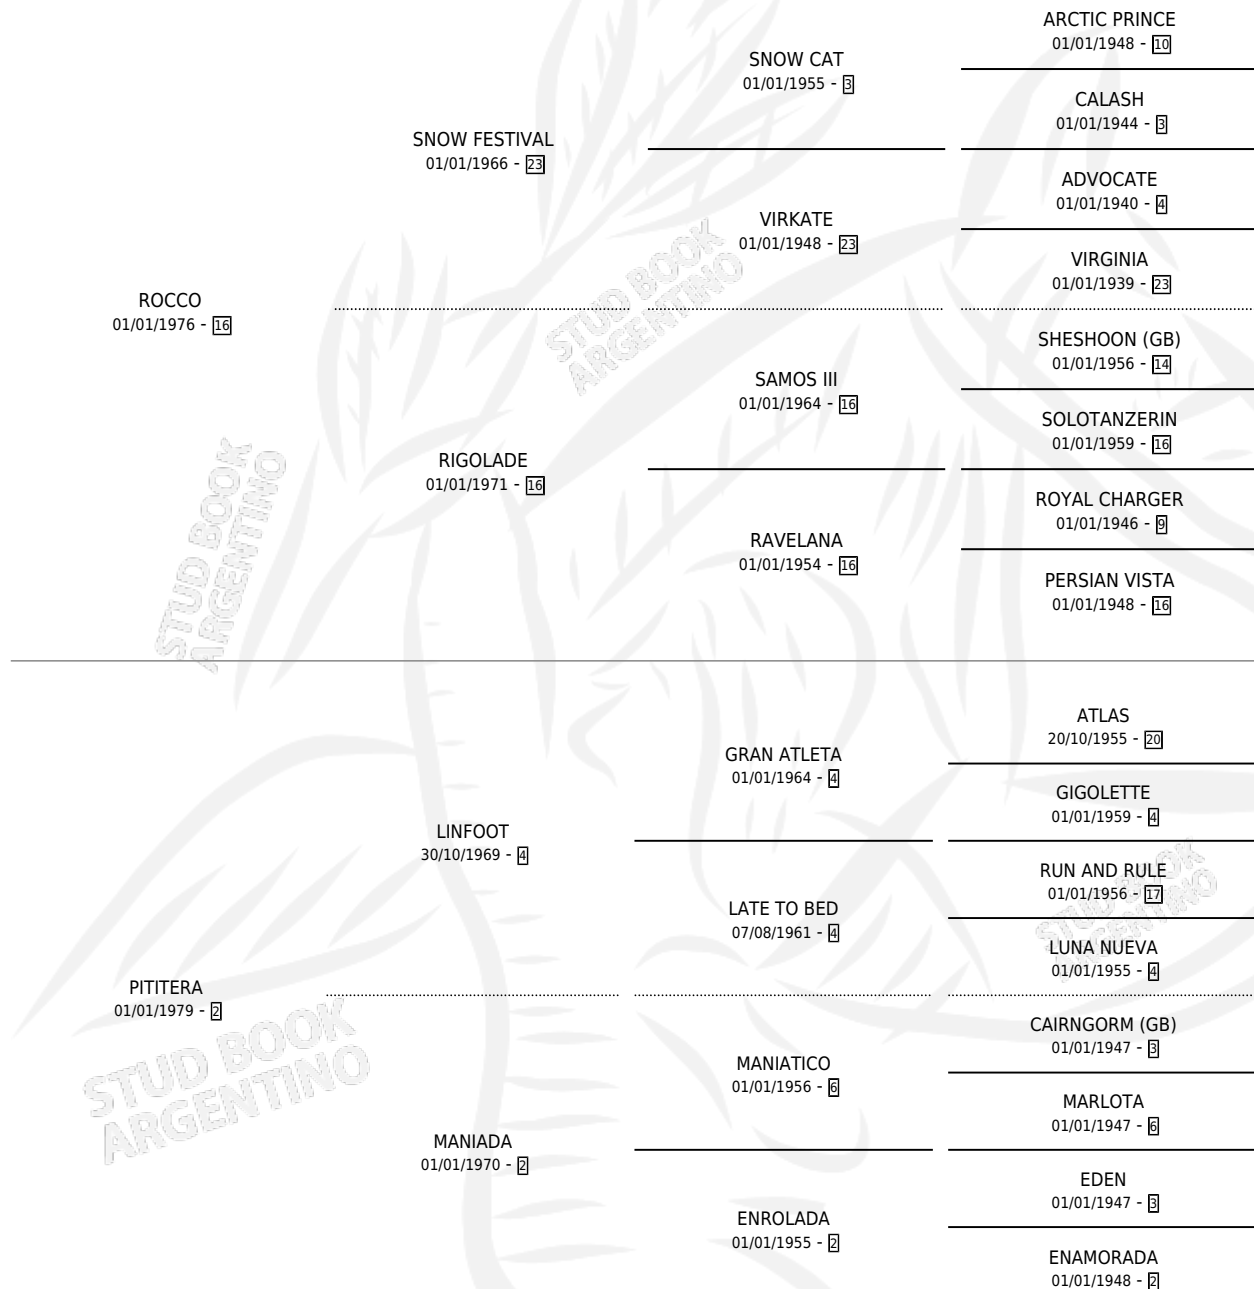 ARCTIC PRINCE
01/01/1948 - 10
SNOW CAT
01/01/1955 - 3
CALASH
01/01/1944 - 3
SNOW FESTIVAL
01/01/1966 - 23
ADVOCATE
01/01/1940 - 4
VIRKATE
01/01/1948 - 23
VIRGINIA
01/01/1939 - 23
ROCCO
01/01/1976 - 16
SHESHOON (GB)
01/01/1956 - 14
SAMOS III
01/01/1964 - 16
SOLOTANZERIN
01/01/1959 - 16
RIGOLADE
01/01/1971 - 16
ROYAL CHARGER
01/01/1946 - 9
RAVELANA
01/01/1954 - 16
PERSIAN VISTA
01/01/1948 - 16
ATLAS
20/10/1955 - 20
GRAN ATLETA
01/01/1964 - 4
GIGOLETTE
01/01/1959 - 4
LINFOOT
30/10/1969 - 4
RUN AND RULE
01/01/1956 - 17
LATE TO BED
07/08/1961 - 4
LUNA NUEVA
01/01/1955 - 4
PITITERA
01/01/1979 - 2
CAIRNGORM (GB)
01/01/1947 - 3
MANIATICO
01/01/1956 - 6
MARLOTA
01/01/1947 - 6
MANIADA
01/01/1970 - 2
EDEN
01/01/1947 - 3
ENROLADA
01/01/1955 - 2
ENAMORADA
01/01/1948 - 2
STUD BOOK
ARGENTINO
STUD BOOK
ARGENTINO
STUD BOOK
ARGENTINO
STUD BOOK
ARGENTINO